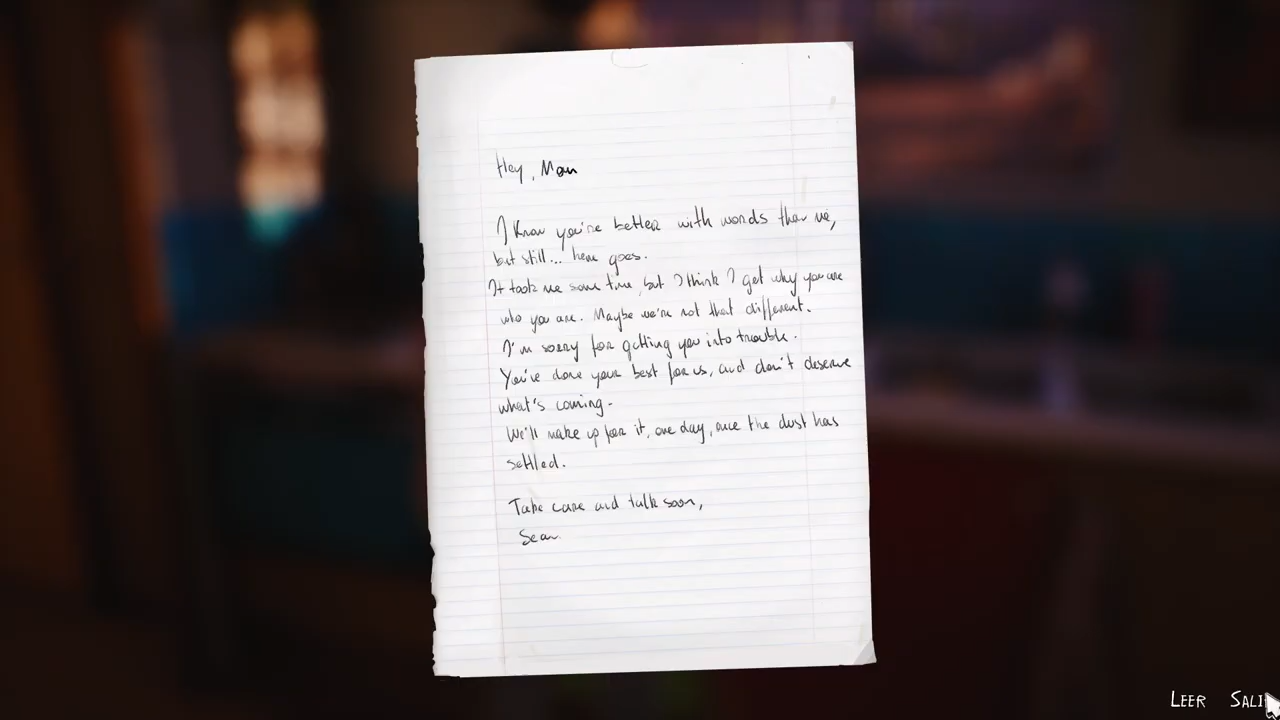 Hey, Mom
I know you're better with words than me,
but still... here goes.
It took me some time, but I think I get why you are
who you are. Maybe we're not that different.
I'm sorry for getting you into trouble.
You've done your best for us, and don't deserve
what's coming.
We'll make up for it, one day, once the dust has
settled.
Take care and talk soon,
Sean
LEER